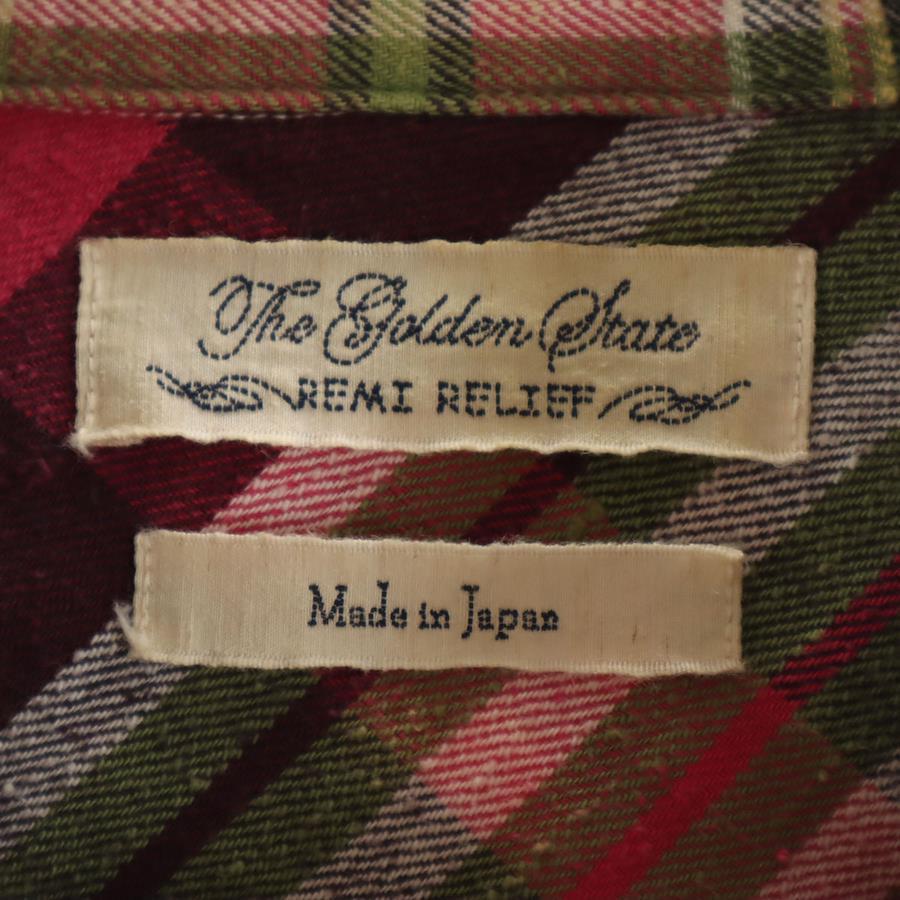 The Golden State
REMI RELIEF
Made in Japan